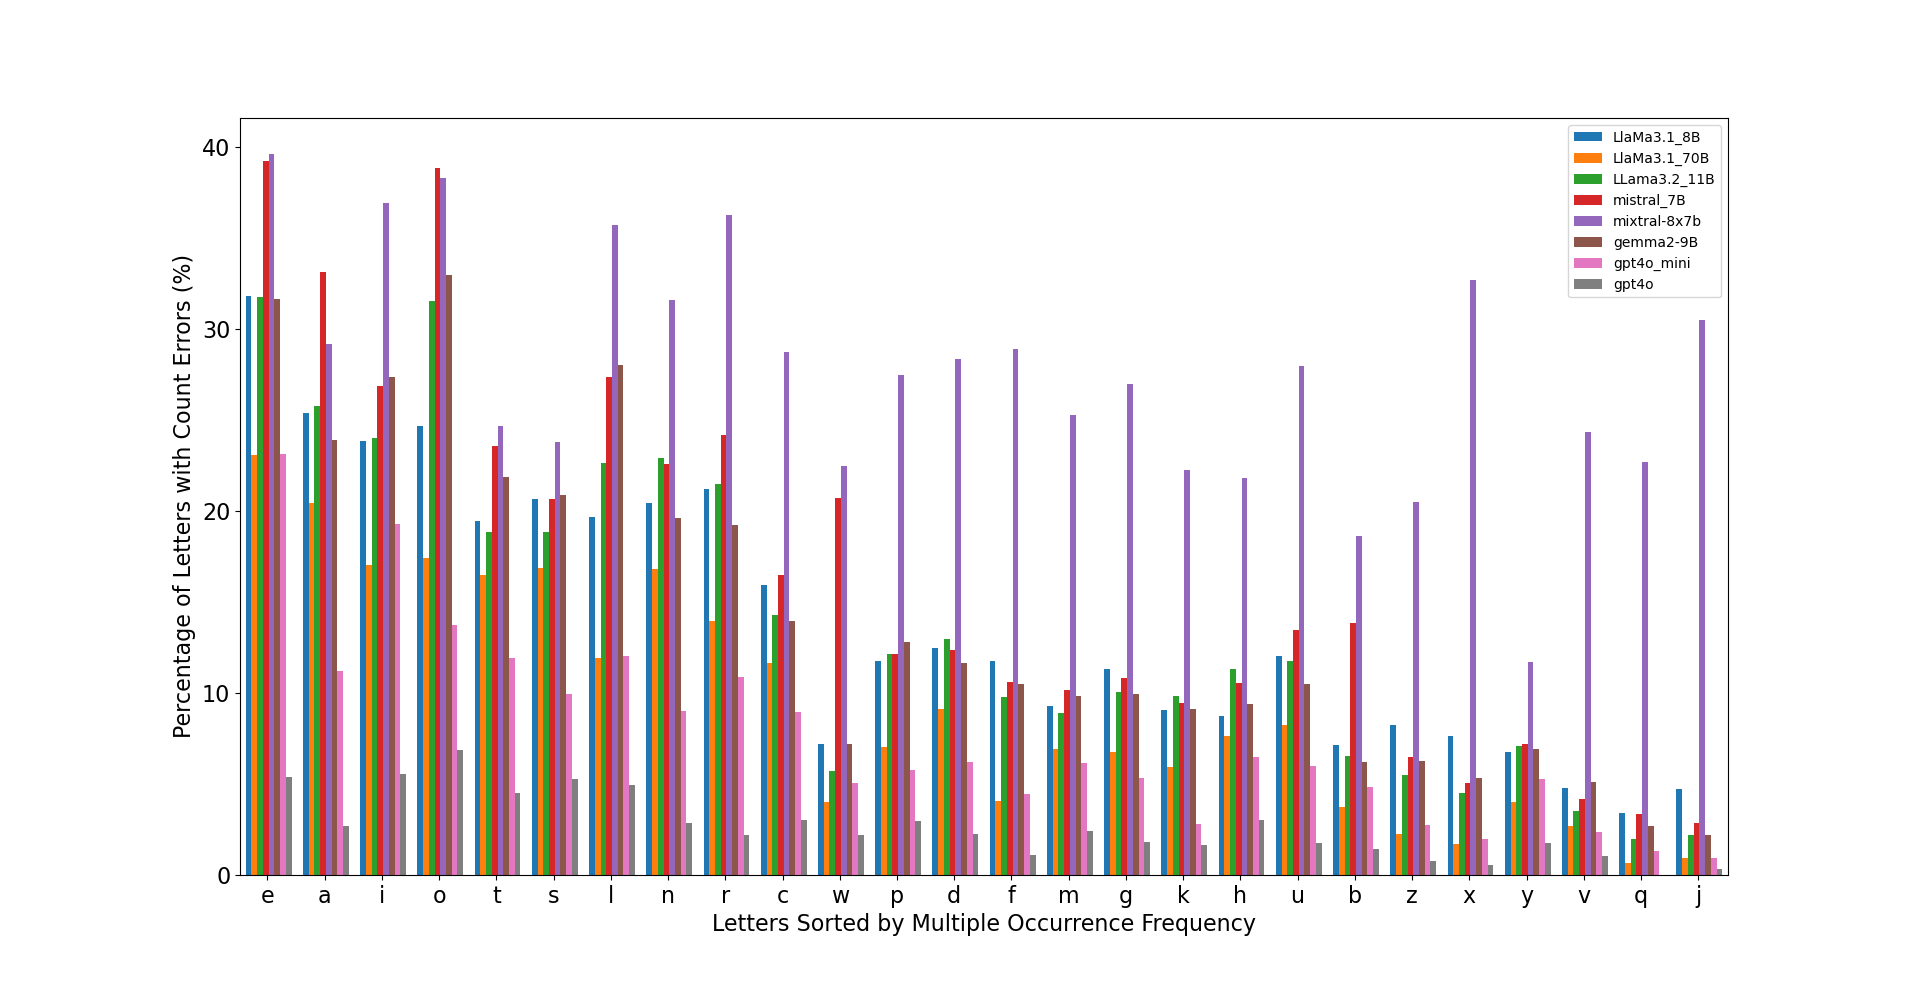 Percentage of Letters with Count Errors (%)
40
30
20
10
0
LlaMa3.1_8B
LlaMa3.1_70B
LLama3.2_11B
mistral_7B
mixtral-8x7b
gemma2-9B
gpt4o_mini
gpt4o
e a i o t s l n r c w p d f m g k h u b z x y v q j
Letters Sorted by Multiple Occurrence Frequency